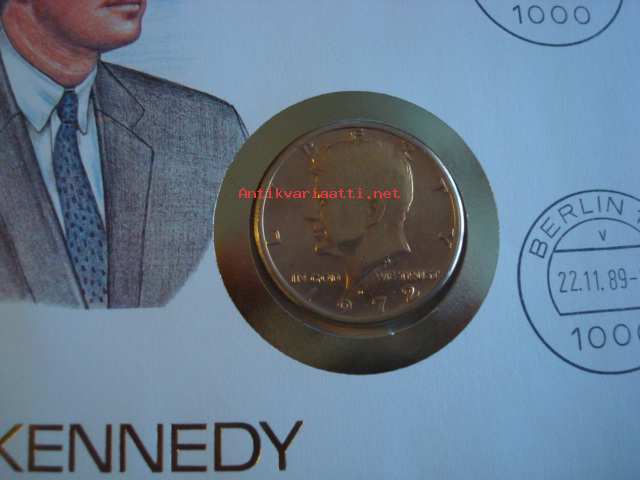 1000
LIBERTY
Antikvariaatti.net
IN GOD WE TRUST
1972
BERLIN
v
22.11.89-
1000
KENNEDY